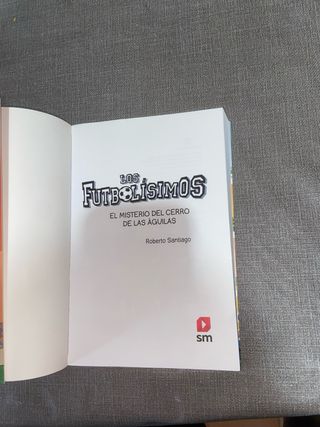 LOS
FUTBOLÍSIMOS
EL MISTERIO DEL CERRO
DE LAS ÁGUILAS
Roberto Santiago
sm